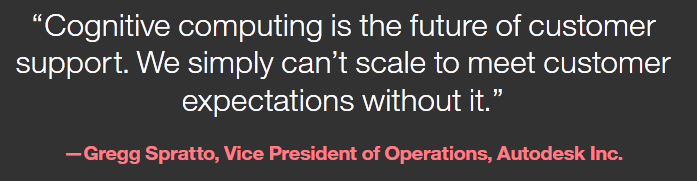 “Cognitive computing is the future of customer
support. We simply can’t scale to meet customer
expectations without it.”
—Gregg Spratto, Vice President of Operations, Autodesk Inc.